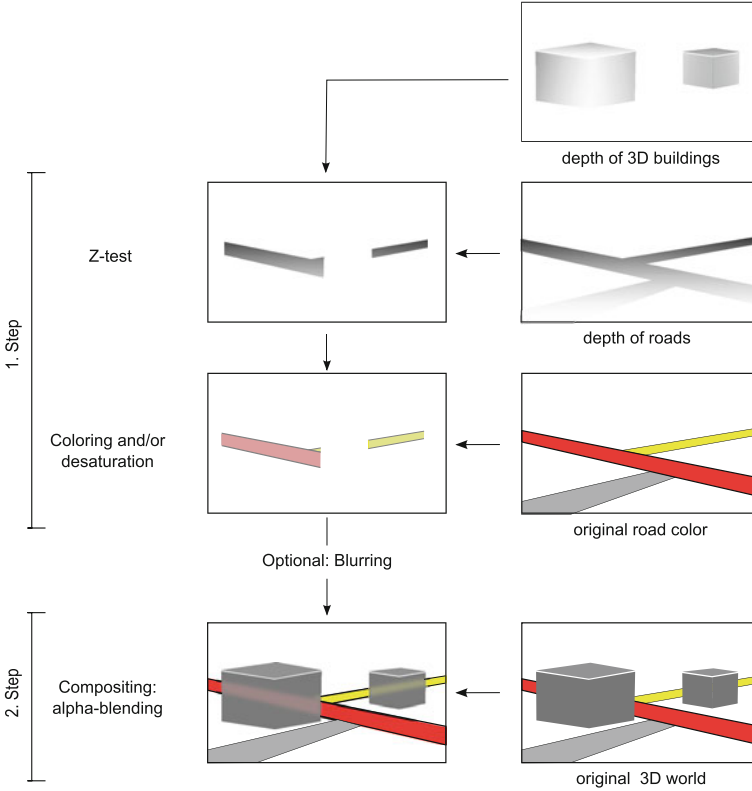 depth of 3D buildings
Z-test
depth of roads
1. Step
Coloring and/or
desaturation
original road color
Optional: Blurring
2. Step
Compositing:
alpha-blending
original 3D world